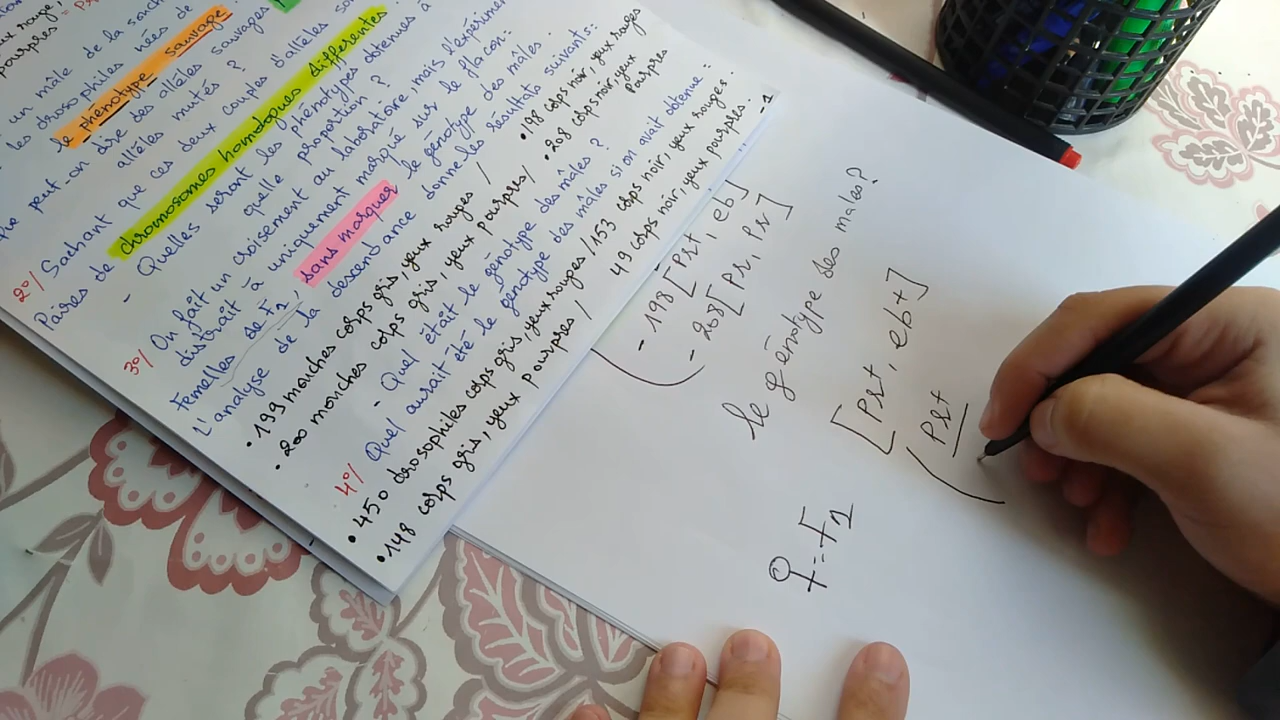 un mâle de la souche
les drosophiles nées de
le phénotype sauvage
peut-on dire des allèles sauvages
allèles mutés ?
2°/ Sachant que ces deux couples d'allèles
Paires de chromosomes homologues différentes.
- Quelles seront les phénotypes obtenues à
quelle proportion ?
3°/ On fait un croisement au laboratoire, mais l'expérimen
distrait à uniquement marqué sur le flacon:
Femelles de F1, sans marquer le génotype des mâles.
L'analyse de la descendance donne les résultats suivants:
• 199 mouches corps gris, yeux rouges / • 198 corps noir, yeux rouges
• 200 mouches corps gris, yeux pourpres / • 208 corps noir, yeux
pourpres
- Quel était le génotype des mâles ?
4°/ Quel aurait été le génotype des mâles si on avait obtenue :
• 450 drosophiles corps gris, yeux rouges / 153 corps noir, yeux rouges.
• 148 corps gris, yeux pourpres / 49 corps noir, yeux pourpres.
1
- 198 [Pr+, eb]
- 208 [Pr, Pr]
le génotype des males?
[Pr+, eb+]
Pr+
♀ = F1